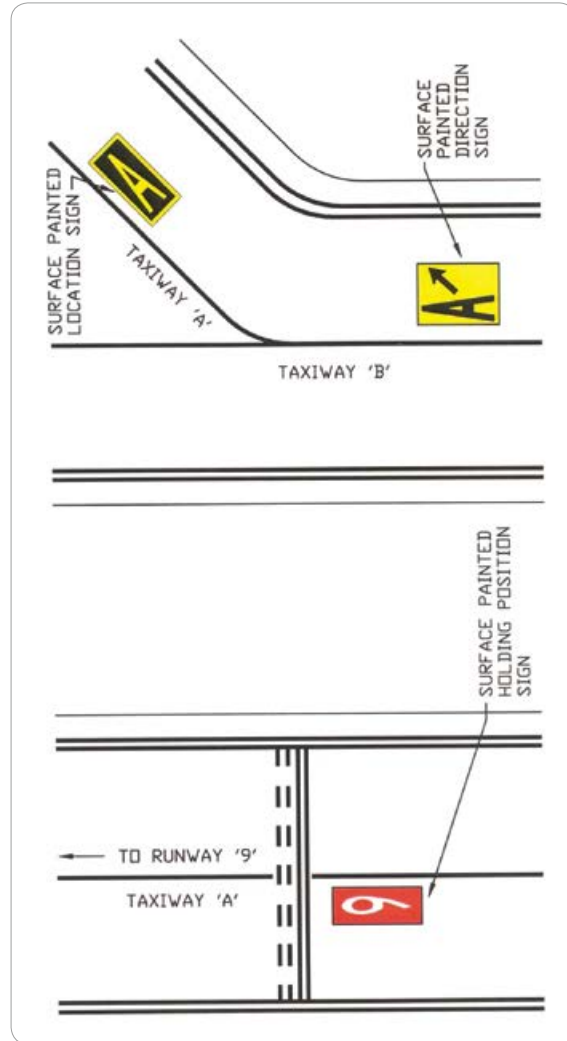 SURFACE PAINTED
LOCATION SIGN
A
TAXIWAY 'A'
SURFACE
PAINTED
DIRECTION
SIGN
A
TAXIWAY 'B'
SURFACE PAINTED
HOLDING POSITION
SIGN
TO RUNWAY '9'
TAXIWAY 'A'
9